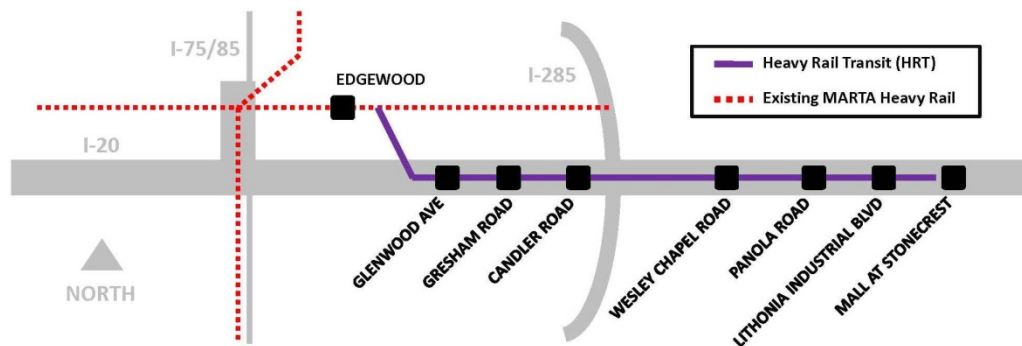 I-75/85
EDGEWOOD
I-285
Heavy Rail Transit (HRT)
Existing MARTA Heavy Rail
I-20
GLENWOOD AVE
GRESHAM ROAD
CANDLER ROAD
WESLEY CHAPEL ROAD
PANOLA ROAD
LITHONIA INDUSTRIAL BLVD
MALL AT STONECREST
NORTH